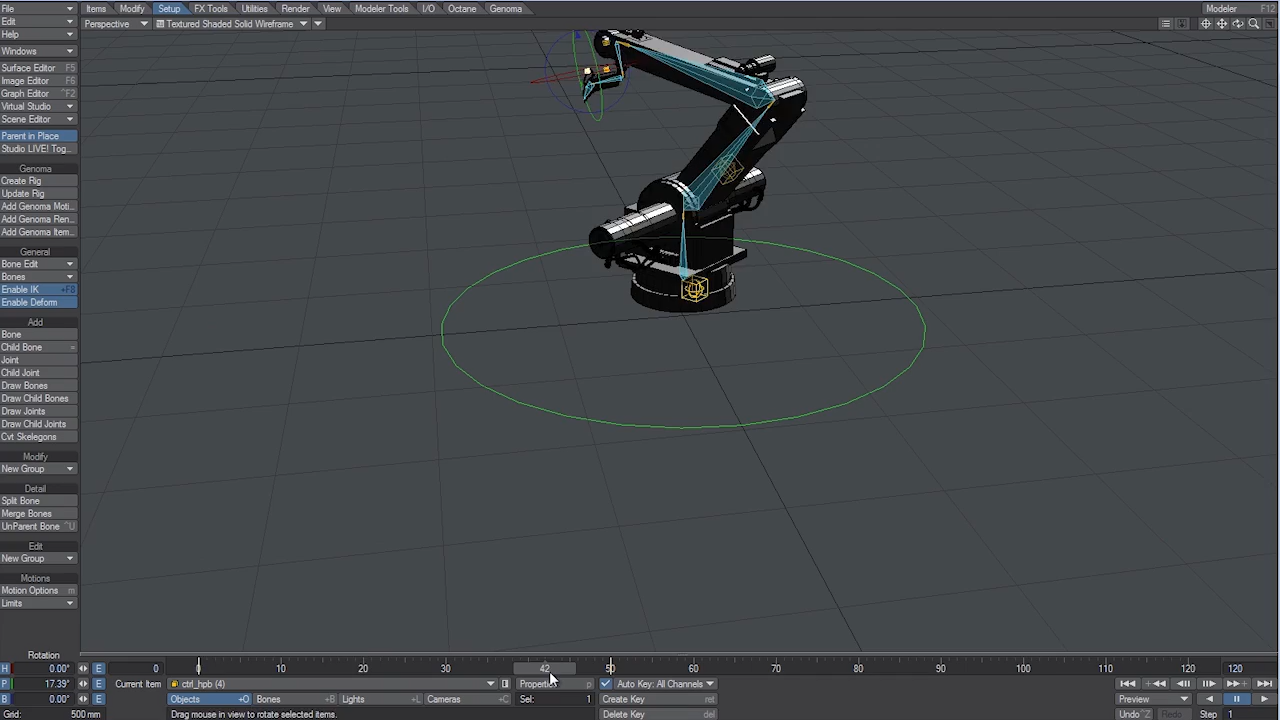 File Items Modify Setup FX Tools Utilities Render View Modeler Tools I/O Octane Genoma Modeler F12
Edit Perspective Textured Shaded Solid Wireframe
Help
Windows
Surface Editor F5
Image Editor F6
Graph Editor ^F2
Virtual Studio
Scene Editor
Parent in Place
Studio LIVE! Tog...
Genoma
Create Rig
Update Rig
Add Genoma Moti...
Add Genoma Ren...
Add Genoma Item...
General
Bone Edit
Bones
Enable IK +F8
Enable Deform
Add
Bone
Child Bone =
Joint
Child Joint
Draw Bones
Draw Child Bones
Draw Joints
Draw Child Joints
Cvt Skelegons
Modify
New Group
Detail
Split Bone
Merge Bones
UnParent Bone ^U
Edit
New Group
Motions
Motion Options m
Limits
Rotation
H 0.00° E 0 0 10 20 30 42 50 60 70 80 90 100 110 120 120
P 17.39° E Current Item ctrl_hpb (4) Properties p Auto Key: All Channels
B 0.00° E Objects +O Bones +B Lights +L Cameras +C Sel: 1 Create Key ret Preview
Grid: 500 mm Drag mouse in view to rotate selected items. Delete Key del Undo ^Z Redo Step 1